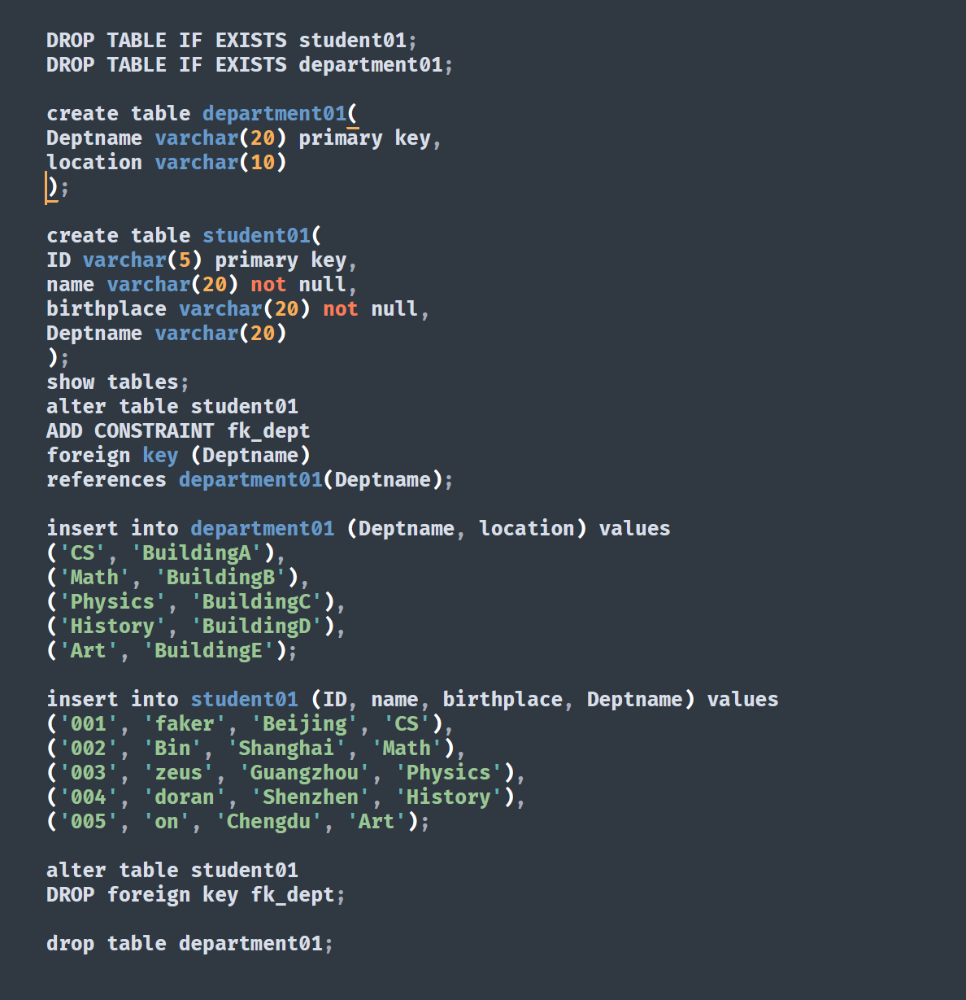 DROP TABLE IF EXISTS student01;
DROP TABLE IF EXISTS department01;
create table department01(
Deptname varchar(20) primary key,
location varchar(10)
);
create table student01(
ID varchar(5) primary key,
name varchar(20) not null,
birthplace varchar(20) not null,
Deptname varchar(20)
);
show tables;
alter table student01
ADD CONSTRAINT fk_dept
foreign key (Deptname)
references department01(Deptname);
insert into department01 (Deptname, location) values
('CS', 'BuildingA'),
('Math', 'BuildingB'),
('Physics', 'BuildingC'),
('History', 'BuildingD'),
('Art', 'BuildingE');
insert into student01 (ID, name, birthplace, Deptname) values
('001', 'faker', 'Beijing', 'CS'),
('002', 'Bin', 'Shanghai', 'Math'),
('003', 'zeus', 'Guangzhou', 'Physics'),
('004', 'doran', 'Shenzhen', 'History'),
('005', 'on', 'Chengdu', 'Art');
alter table student01
DROP foreign key fk_dept;
drop table department01;